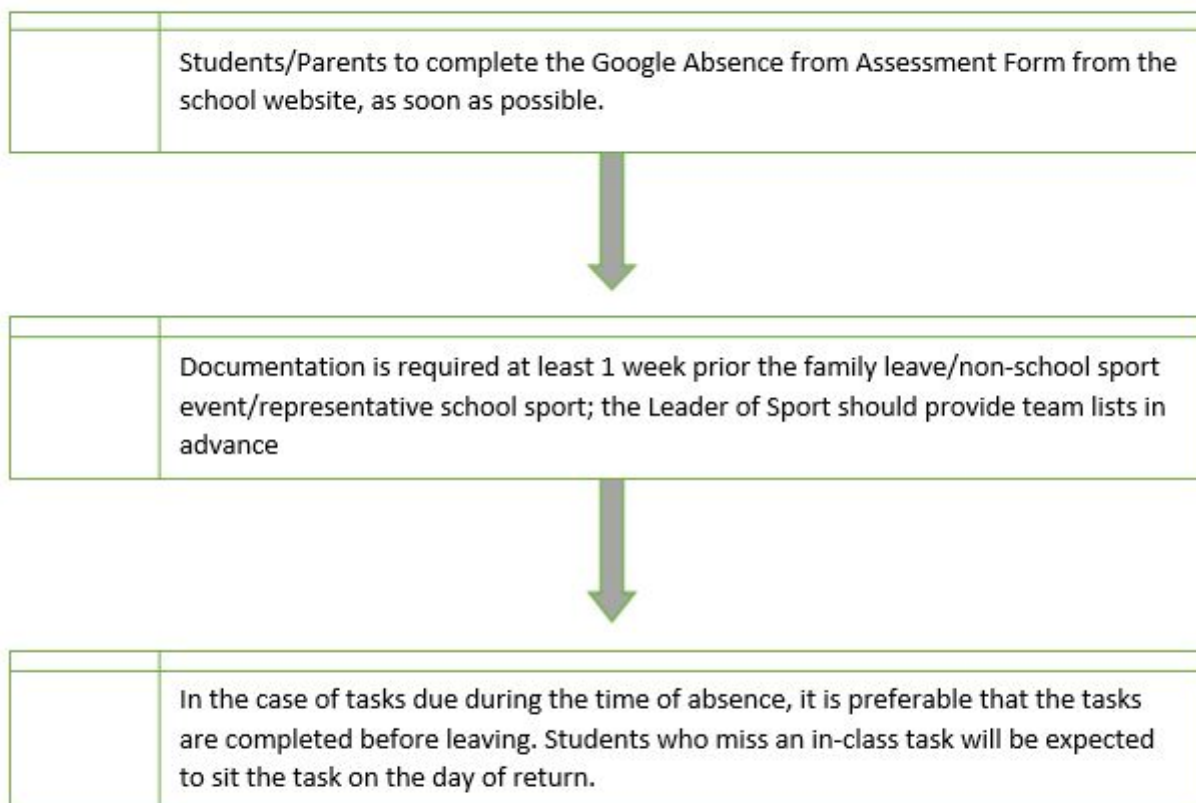 Students/Parents to complete the Google Absence from Assessment Form from the
school website, as soon as possible.
Documentation is required at least 1 week prior the family leave/non-school sport
event/representative school sport; the Leader of Sport should provide team lists in
advance
In the case of tasks due during the time of absence, it is preferable that the tasks
are completed before leaving. Students who miss an in-class task will be expected
to sit the task on the day of return.